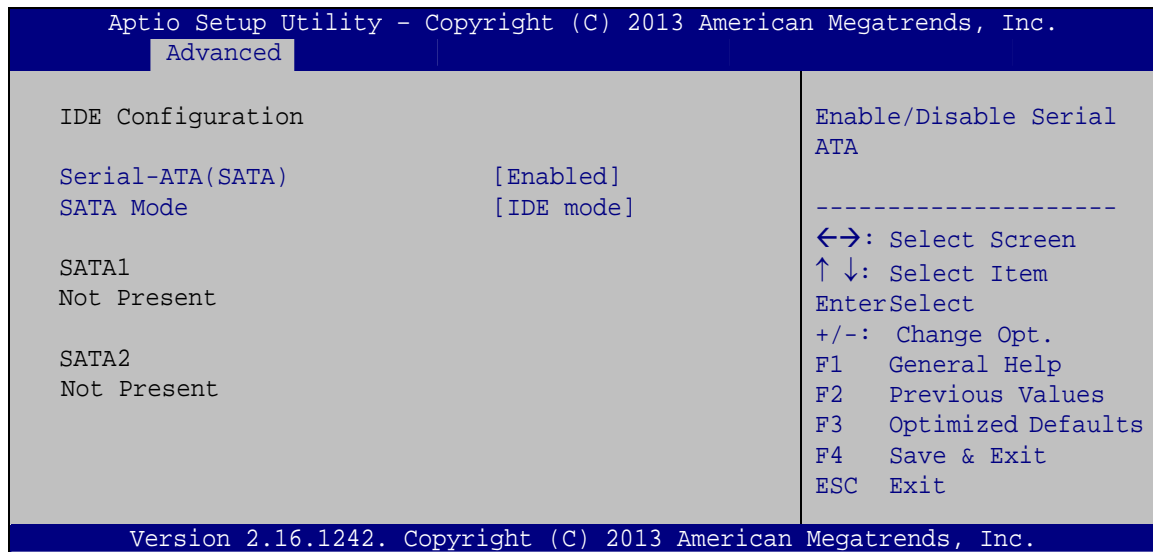 Aptio Setup Utility – Copyright (C) 2013 American Megatrends, Inc.
Advanced
IDE Configuration
Serial-ATA(SATA) [Enabled]
SATA Mode [IDE mode]
SATA1
Not Present
SATA2
Not Present
Enable/Disable Serial
ATA
---------------------
←→: Select Screen
↑ ↓: Select Item
EnterSelect
+/-: Change Opt.
F1 General Help
F2 Previous Values
F3 Optimized Defaults
F4 Save & Exit
ESC Exit
Version 2.16.1242. Copyright (C) 2013 American Megatrends, Inc.